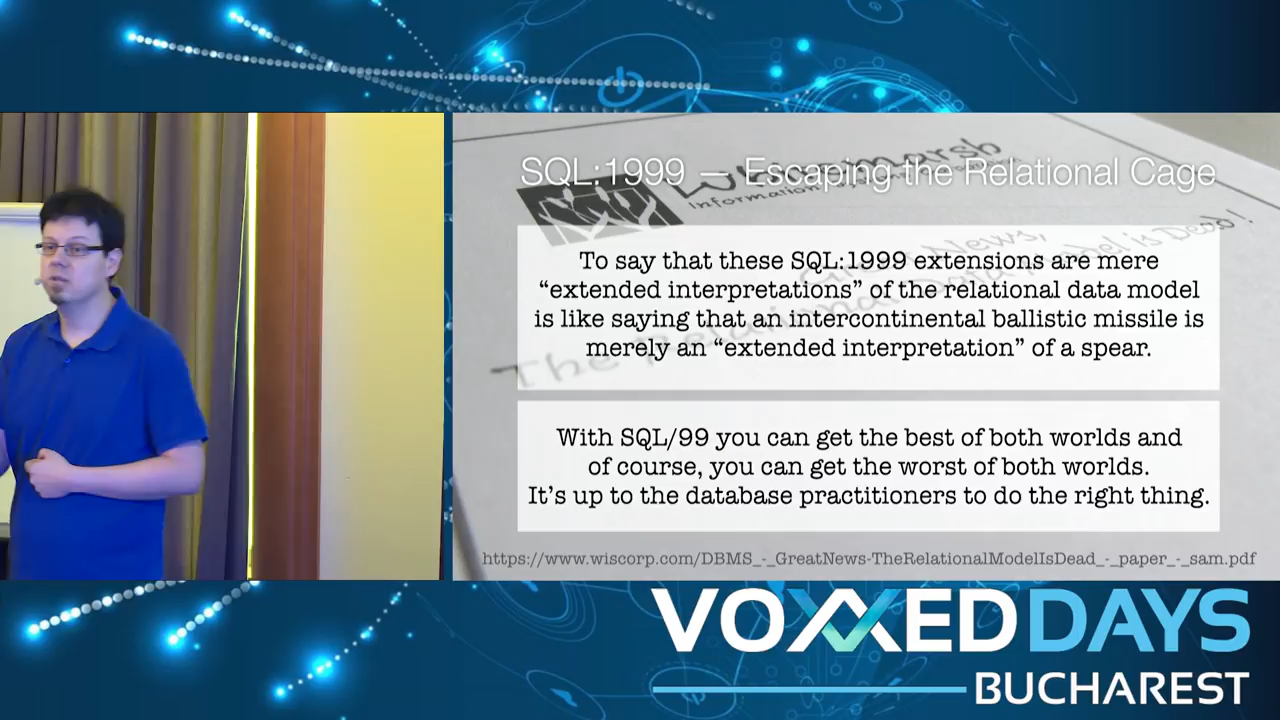 SQL:1999 — Escaping the Relational Cage
To say that these SQL:1999 extensions are mere
“extended interpretations” of the relational data model
is like saying that an intercontinental ballistic missile is
merely an “extended interpretation” of a spear.
With SQL/99 you can get the best of both worlds and
of course, you can get the worst of both worlds.
It’s up to the database practitioners to do the right thing.
https://www.wiscorp.com/DBMS_-_GreatNews-TheRelationalModelIsDead_-_paper_-_sam.pdf
VOXXED DAYS
BUCHAREST